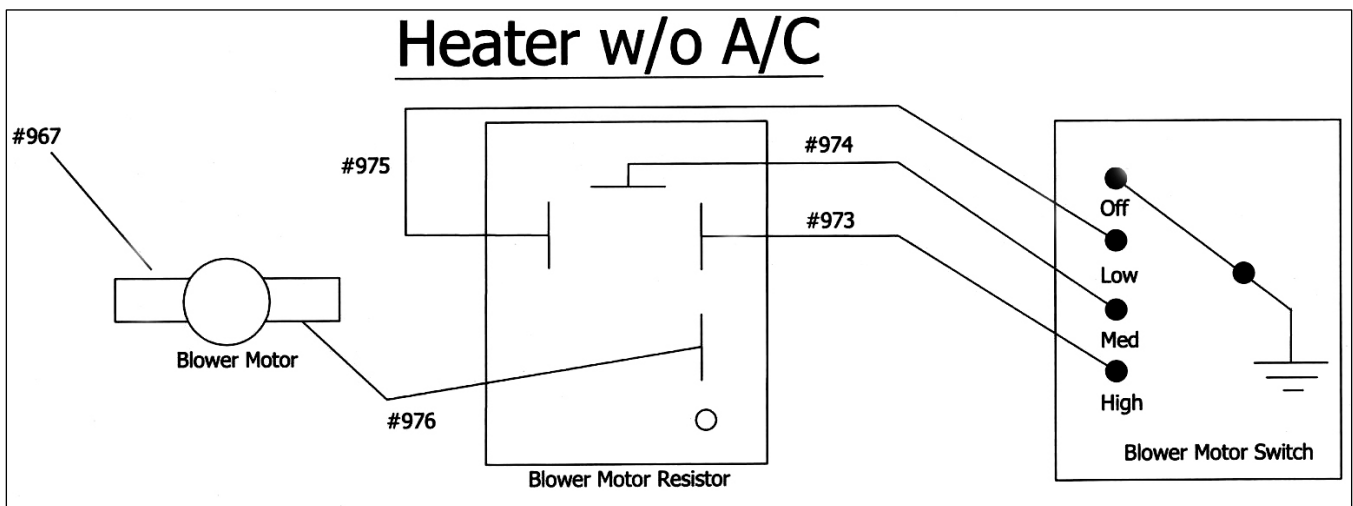 Heater w/o A/C
#967
#975
#974
#973
Off
Low
Med
High
Blower Motor
#976
Blower Motor Resistor
Blower Motor Switch